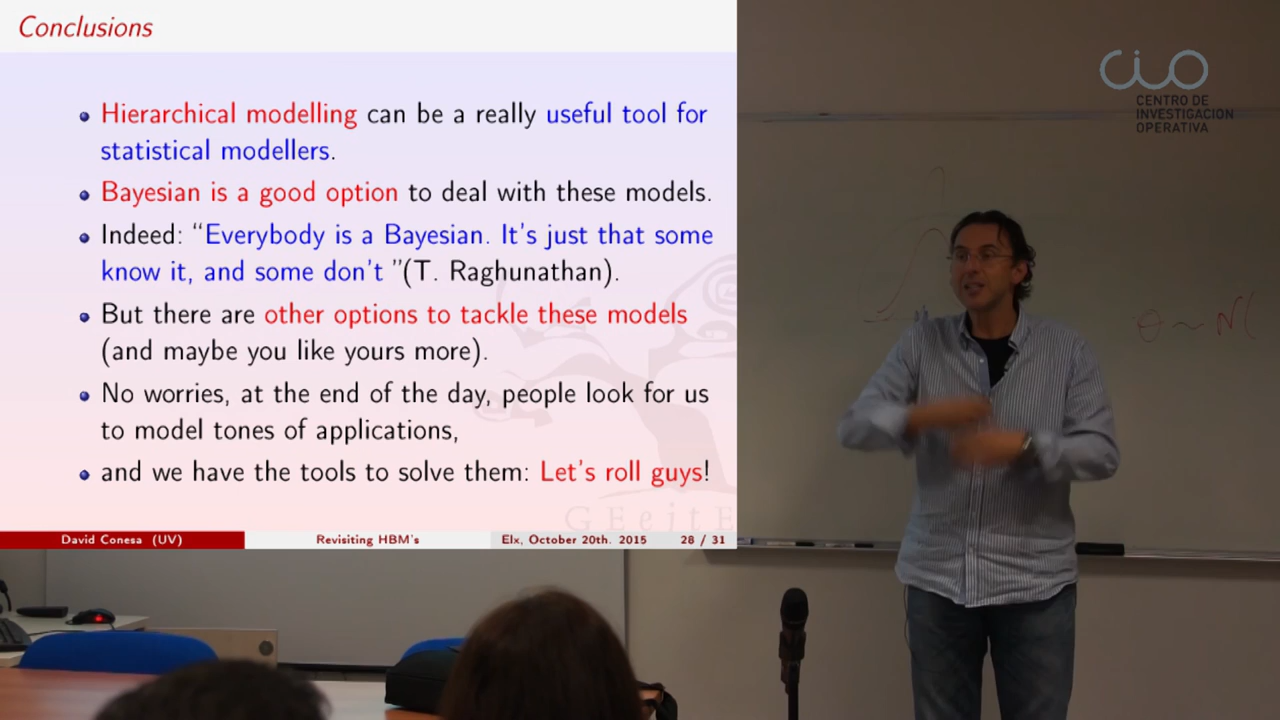 Conclusions
Hierarchical modelling can be a really useful tool for
statistical modellers.
Bayesian is a good option to deal with these models.
Indeed: “Everybody is a Bayesian. It's just that some
know it, and some don't ”(T. Raghunathan).
But there are other options to tackle these models
(and maybe you like yours more).
No worries, at the end of the day, people look for us
to model tones of applications,
and we have the tools to solve them: Let's roll guys!
GEeitE
David Conesa (UV) Revisiting HBM's Elx, October 20th. 2015 28 / 31
CIO
CENTRO DE
INVESTIGACION
OPERATIVA
θ ~ N(